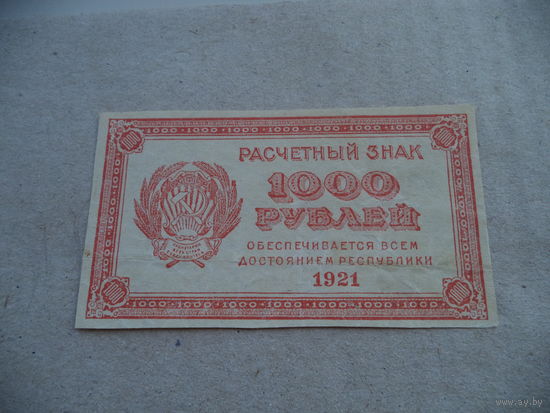 РАСЧЕТНЫЙ ЗНАК
1000
РУБЛЕЙ
ОБЕСПЕЧИВАЕТСЯ ВСЕМ
ДОСТОЯНИЕМ РЕСПУБЛИКИ
1921
www.ay.by